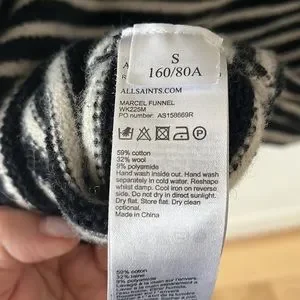 S
160/80A
ALLSAINTS.COM
MARCEL FUNNEL
WK225M
PO number: AS158669R
59% cotton
32% wool
9% polyamide
Hand wash inside out. Hand wash
separately in cold water. Reshape
whilst damp. Cool iron on reverse
side. Do not dry in direct sunlight.
Dry flat. Store flat. Dry clean
optional.
Made in China
59% coton
32% laine
9% polyamide